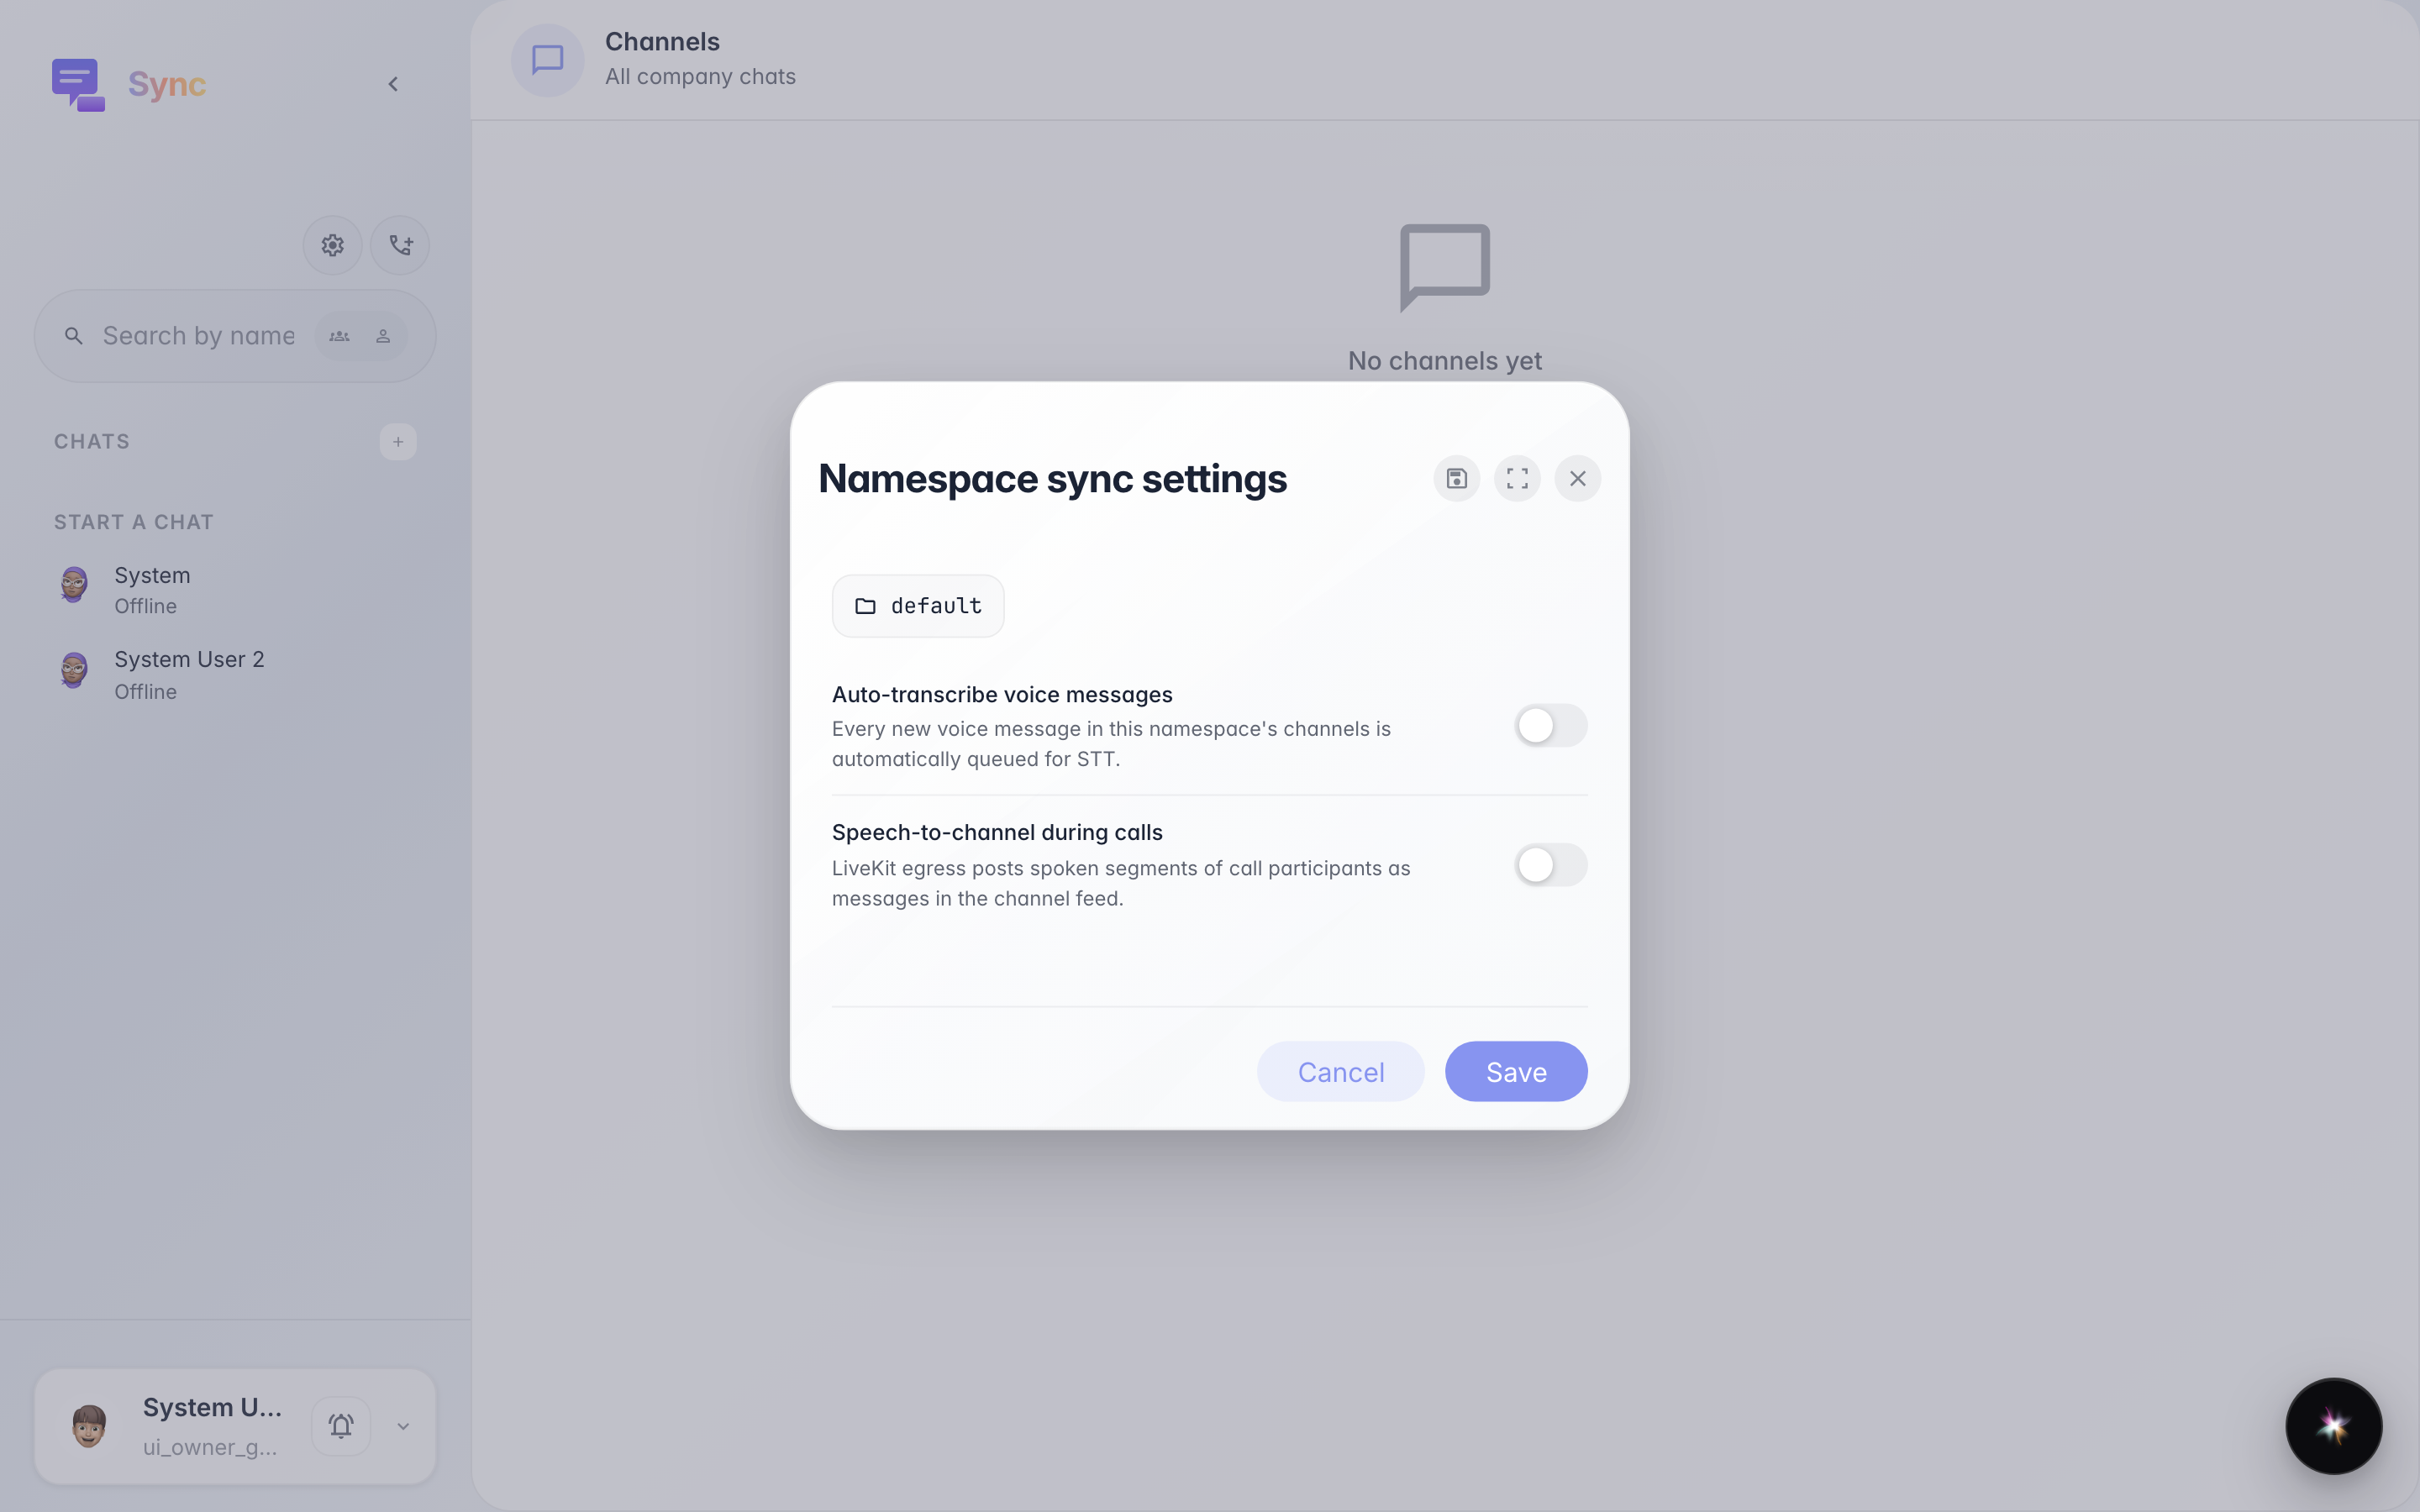 Sync
Channels
All company chats
Search by name
CHATS
START A CHAT
System
Offline
System User 2
Offline
System U...
ui_owner_g...
No channels yet
Namespace sync settings
default
Auto-transcribe voice messages
Every new voice message in this namespace's channels is
automatically queued for STT.
Speech-to-channel during calls
LiveKit egress posts spoken segments of call participants as
messages in the channel feed.
Cancel
Save